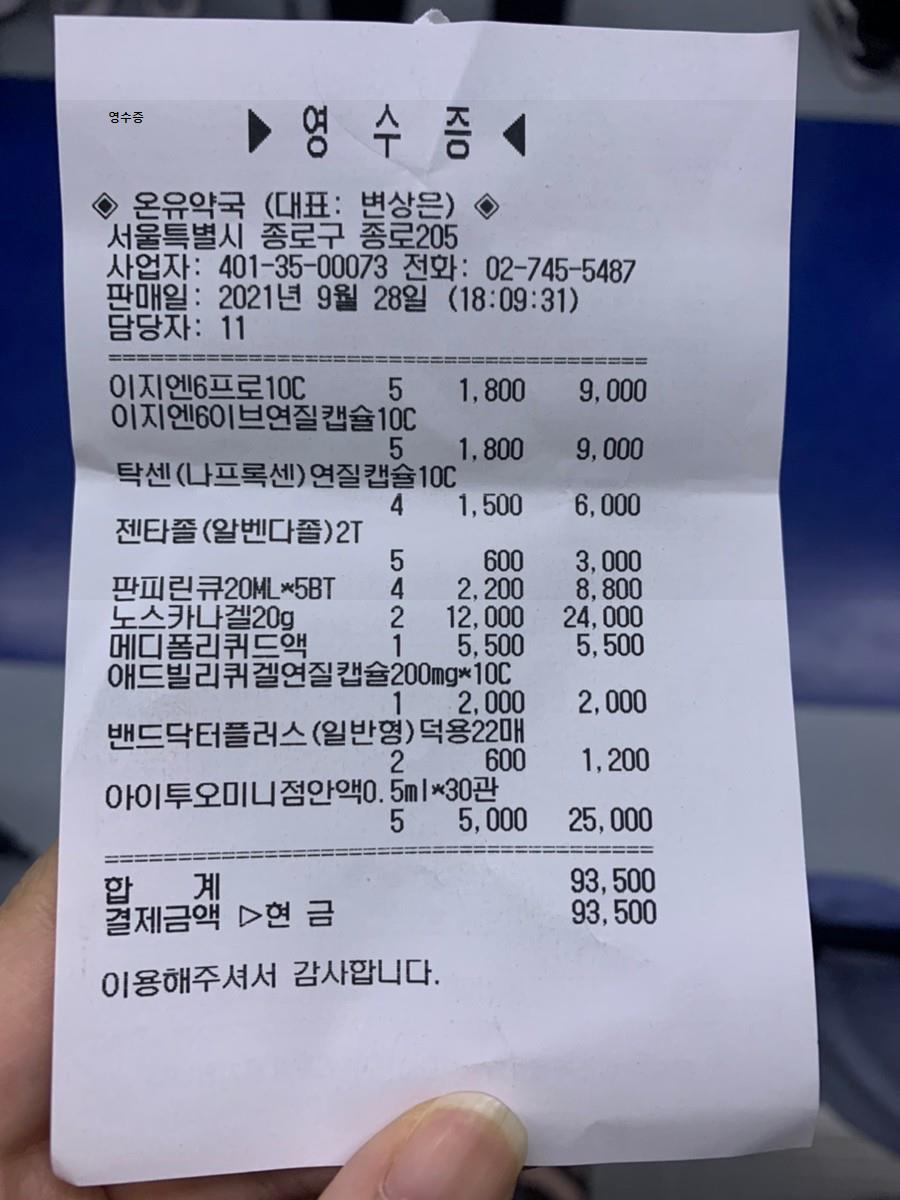 영수증
▶ 영 수 증 ◀
◈ 온유약국 (대표: 변상은) ◈
서울특별시 종로구 종로205
사업자: 401-35-00073 전화: 02-745-5487
판매일: 2021년 9월 28일 (18:09:31)
담당자: 11
======================================
이지엔6프로10C 5 1,800 9,000
이지엔6이브연질캡슐10C
5 1,800 9,000
탁센(나프록센)연질캡슐10C
4 1,500 6,000
젠타졸(알벤다졸)2T
5 600 3,000
판피린큐20ML*5BT 4 2,200 8,800
노스카나겔20g 2 12,000 24,000
메디폼리퀴드액 1 5,500 5,500
애드빌리퀴겔연질캡슐200mg*10C
1 2,000 2,000
밴드닥터플러스(일반형)덕용22매
2 600 1,200
아이투오미니점안액0.5ml*30관
5 5,000 25,000
======================================
합 계 93,500
결제금액 ▷현 금 93,500
이용해주셔서 감사합니다.